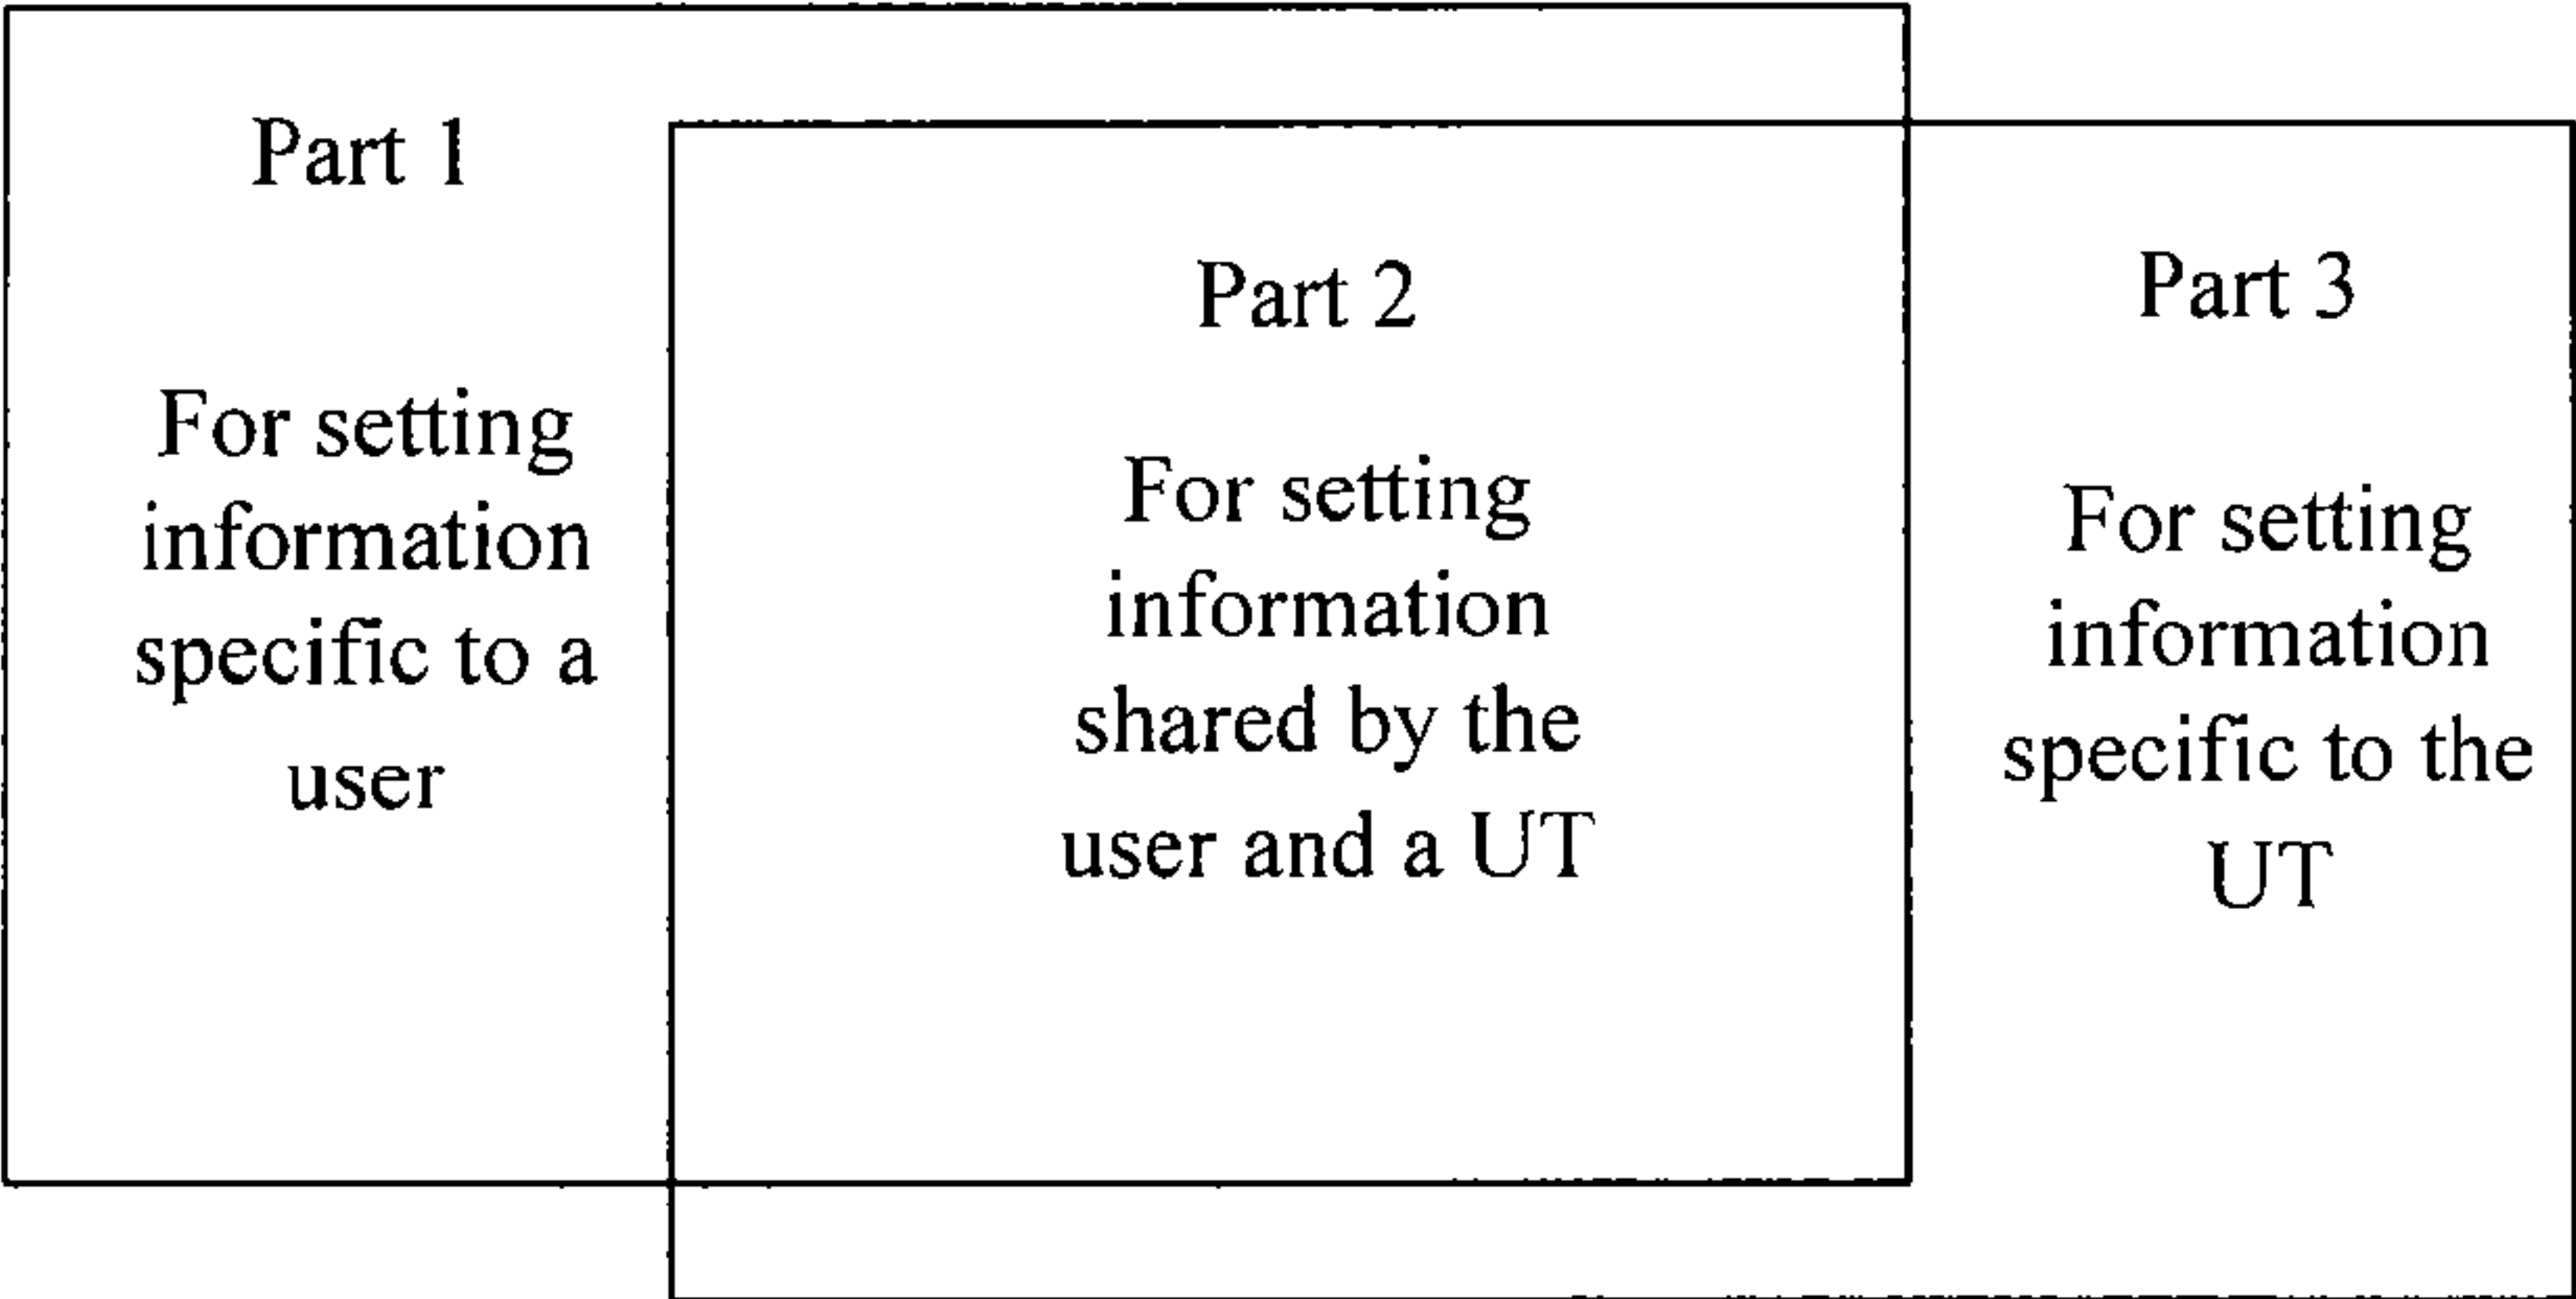 Part 1
For setting
information
specific to a
user
Part 2
For setting
information
shared by the
user and a UT
Part 3
For setting
information
specific to the
UT